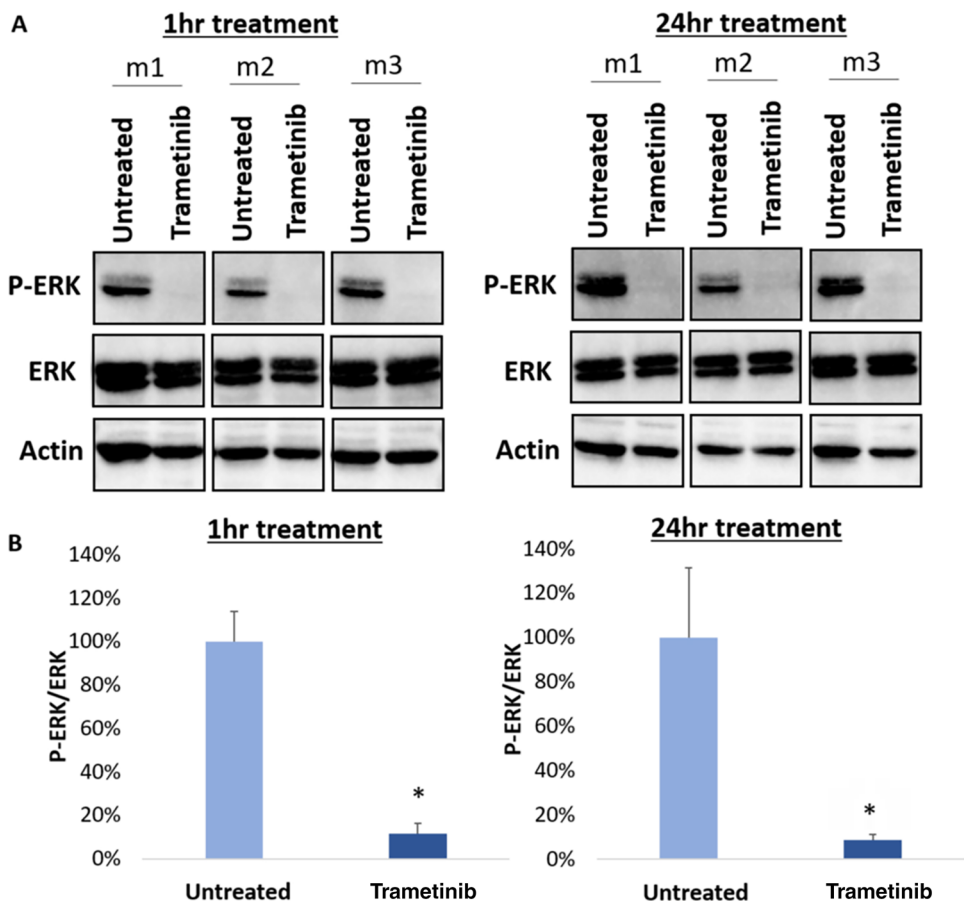 A
1hr treatment
24hr treatment
m1 m2 m3
m1 m2 m3
Untreated Trametinib Untreated Trametinib Untreated Trametinib
Untreated Trametinib Untreated Trametinib Untreated Trametinib
P-ERK
ERK
Actin
P-ERK
ERK
Actin
B
1hr treatment
P-ERK/ERK
140%
120%
100%
80%
60%
40%
20%
0%
*
Untreated Trametinib
24hr treatment
P-ERK/ERK
140%
120%
100%
80%
60%
40%
20%
0%
*
Untreated Trametinib